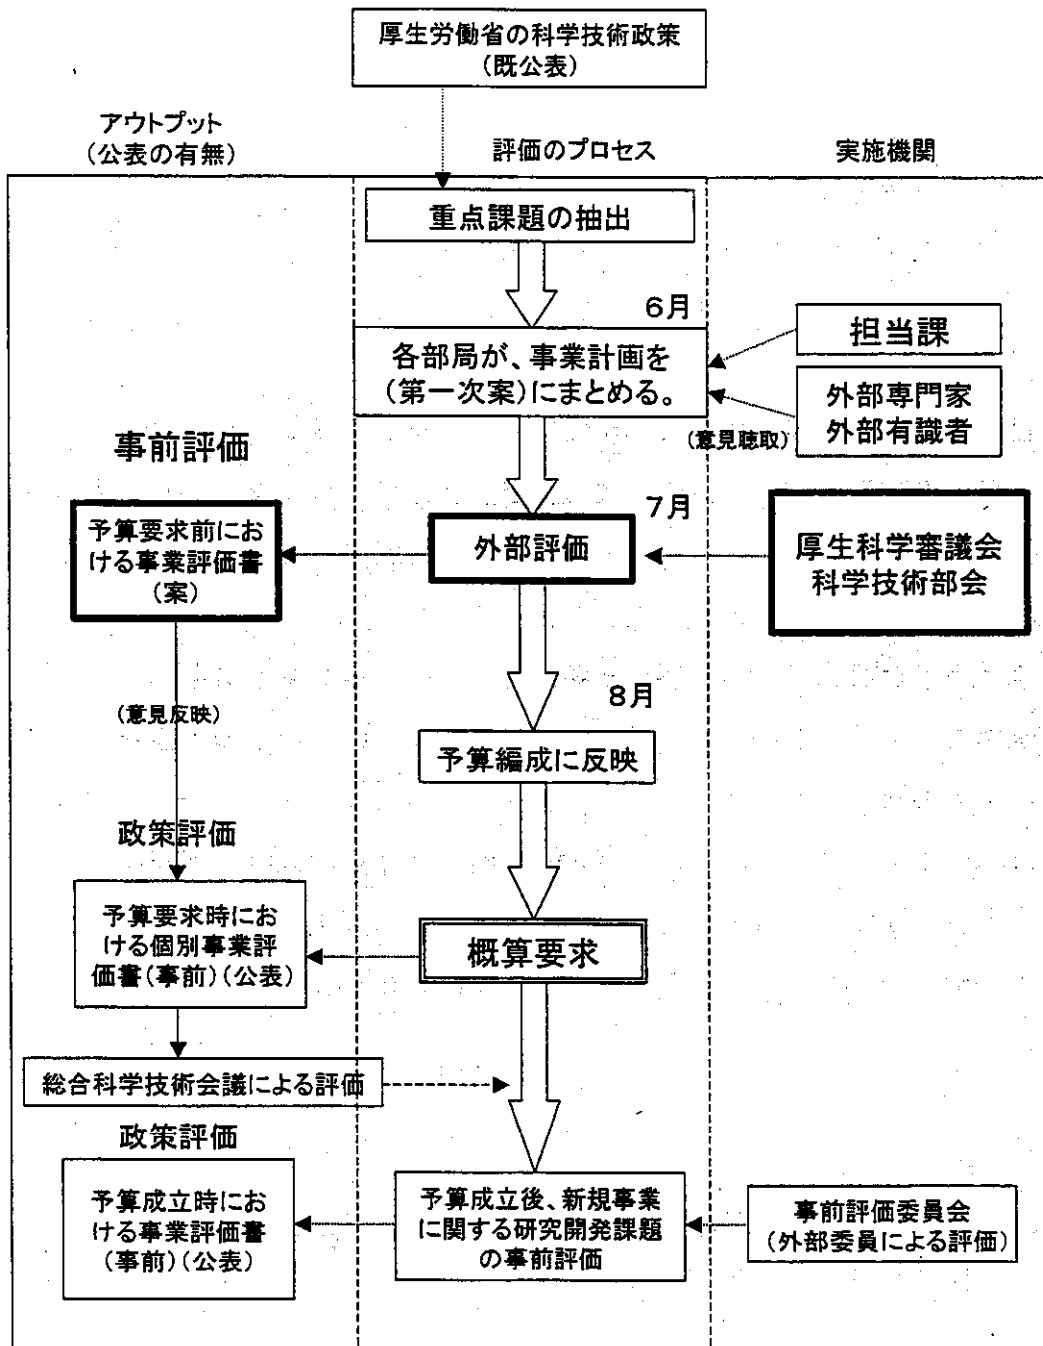 厚生労働省の科学技術政策
（既公表）
アウトプット
（公表の有無）
評価のプロセス
実施機関
重点課題の抽出
６月
各部局が、事業計画を
（第一次案）にまとめる。
担当課
外部専門家
外部有識者
（意見聴取）
事前評価
７月
予算要求前にお
ける事業評価書
（案）
外部評価
厚生科学審議会
科学技術部会
８月
（意見反映）
予算編成に反映
政策評価
予算要求時にお
ける個別事業評
価書（事前）（公表）
概算要求
総合科学技術会議による評価
政策評価
予算成立時にお
ける事業評価書
（事前）（公表）
予算成立後、新規事業
に関する研究開発課題
の事前評価
事前評価委員会
（外部委員による評価）